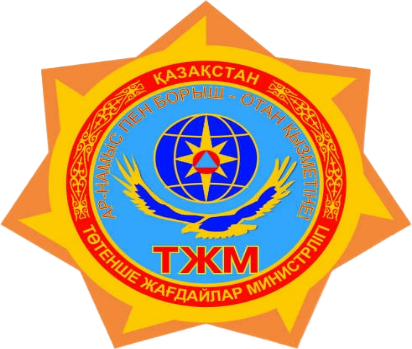 ҚАЗАҚСТАН
АР-НАМЫС ПЕН БОРЫШ - ОТАН ҚЫЗМЕТІНЕ!
ТЖМ
ТӨТЕНШЕ ЖАҒДАЙЛАР МИНИСТРЛІГІ